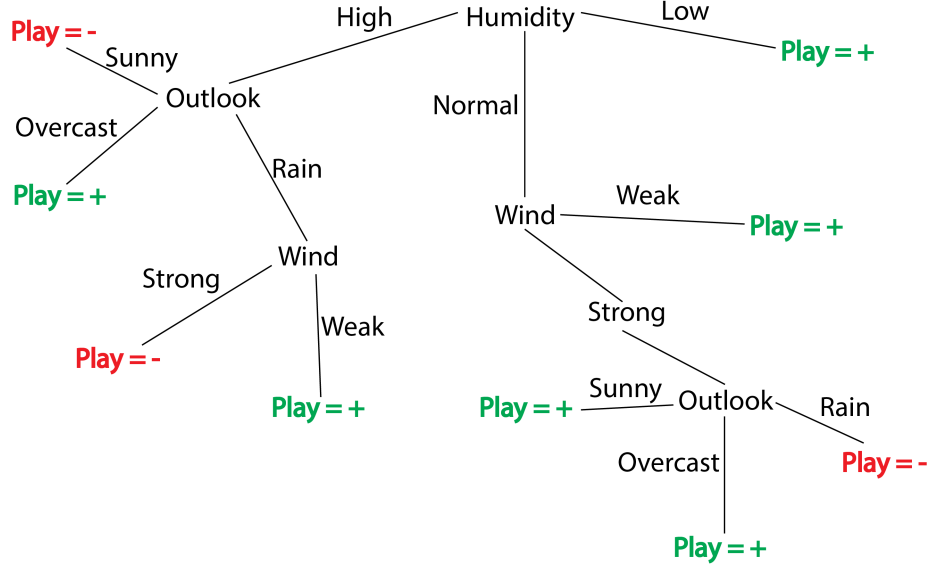 High
Humidity
Low
Play = -
Sunny
Play = +
Outlook
Normal
Overcast
Rain
Play = +
Wind
Weak
Play = +
Wind
Strong
Strong
Weak
Play = -
Sunny
Outlook
Rain
Play = +
Play = +
Overcast
Play = -
Play = +